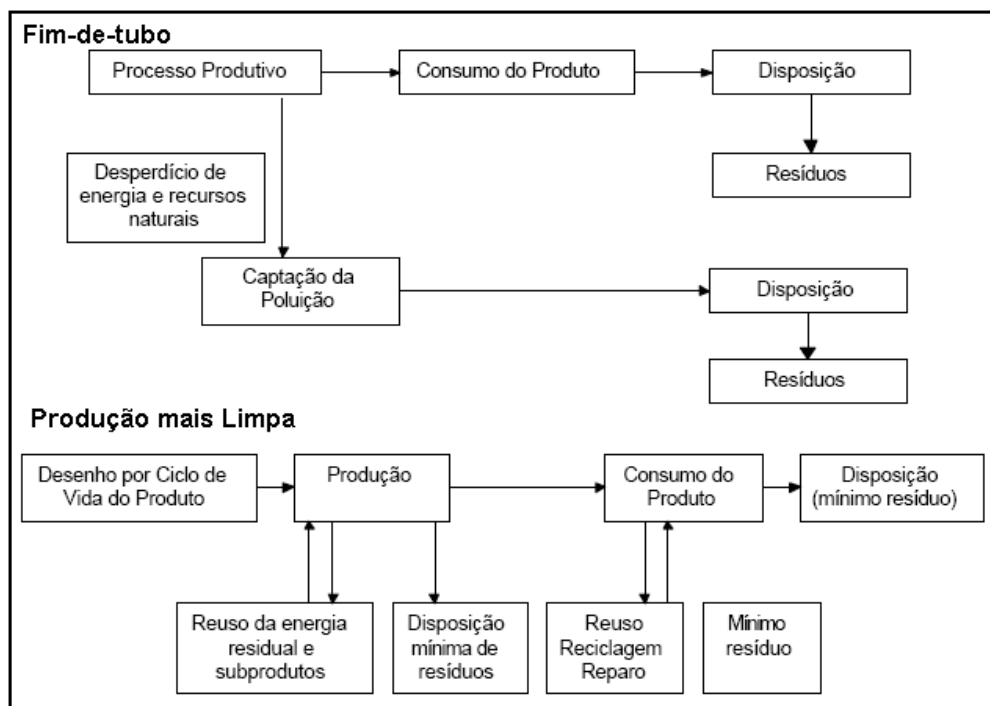 Fim-de-tubo
Processo Produtivo
Consumo do Produto
Disposição
Desperdício de
energia e recursos
naturais
Resíduos
Captação da
Poluição
Disposição
Resíduos
Produção mais Limpa
Desenho por Ciclo de
Vida do Produto
Produção
Consumo do
Produto
Disposição
(mínimo resíduo)
Reuso da energia
residual e
subprodutos
Disposição
mínima de
resíduos
Reuso
Reciclagem
Reparo
Mínimo
resíduo